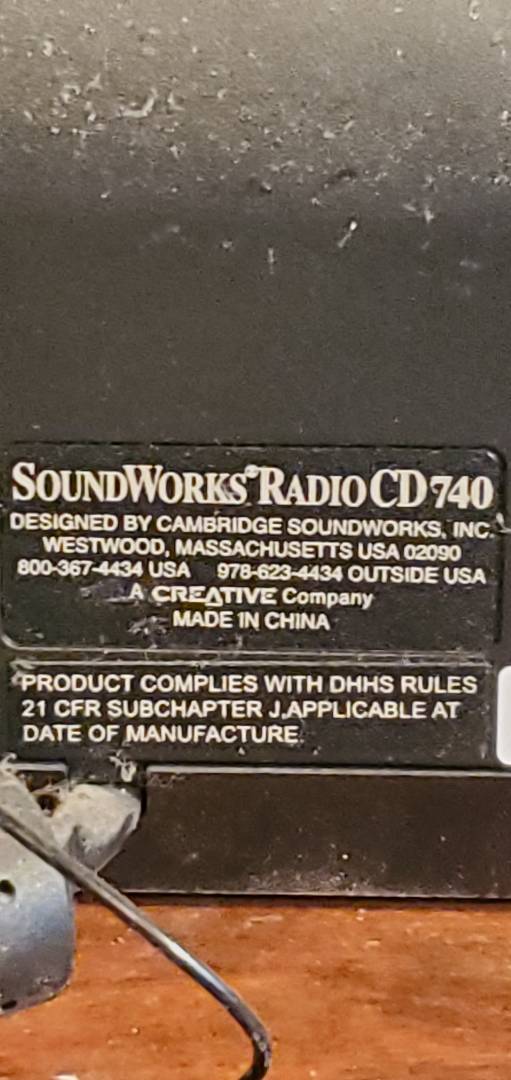 SOUNDWORKS® RADIO CD 740
DESIGNED BY CAMBRIDGE SOUNDWORKS, INC.
WESTWOOD, MASSACHUSETTS USA 02090
800-367-4434 USA 978-623-4434 OUTSIDE USA
A CREATIVE Company
MADE IN CHINA
PRODUCT COMPLIES WITH DHHS RULES
21 CFR SUBCHAPTER J,APPLICABLE AT
DATE OF MANUFACTURE